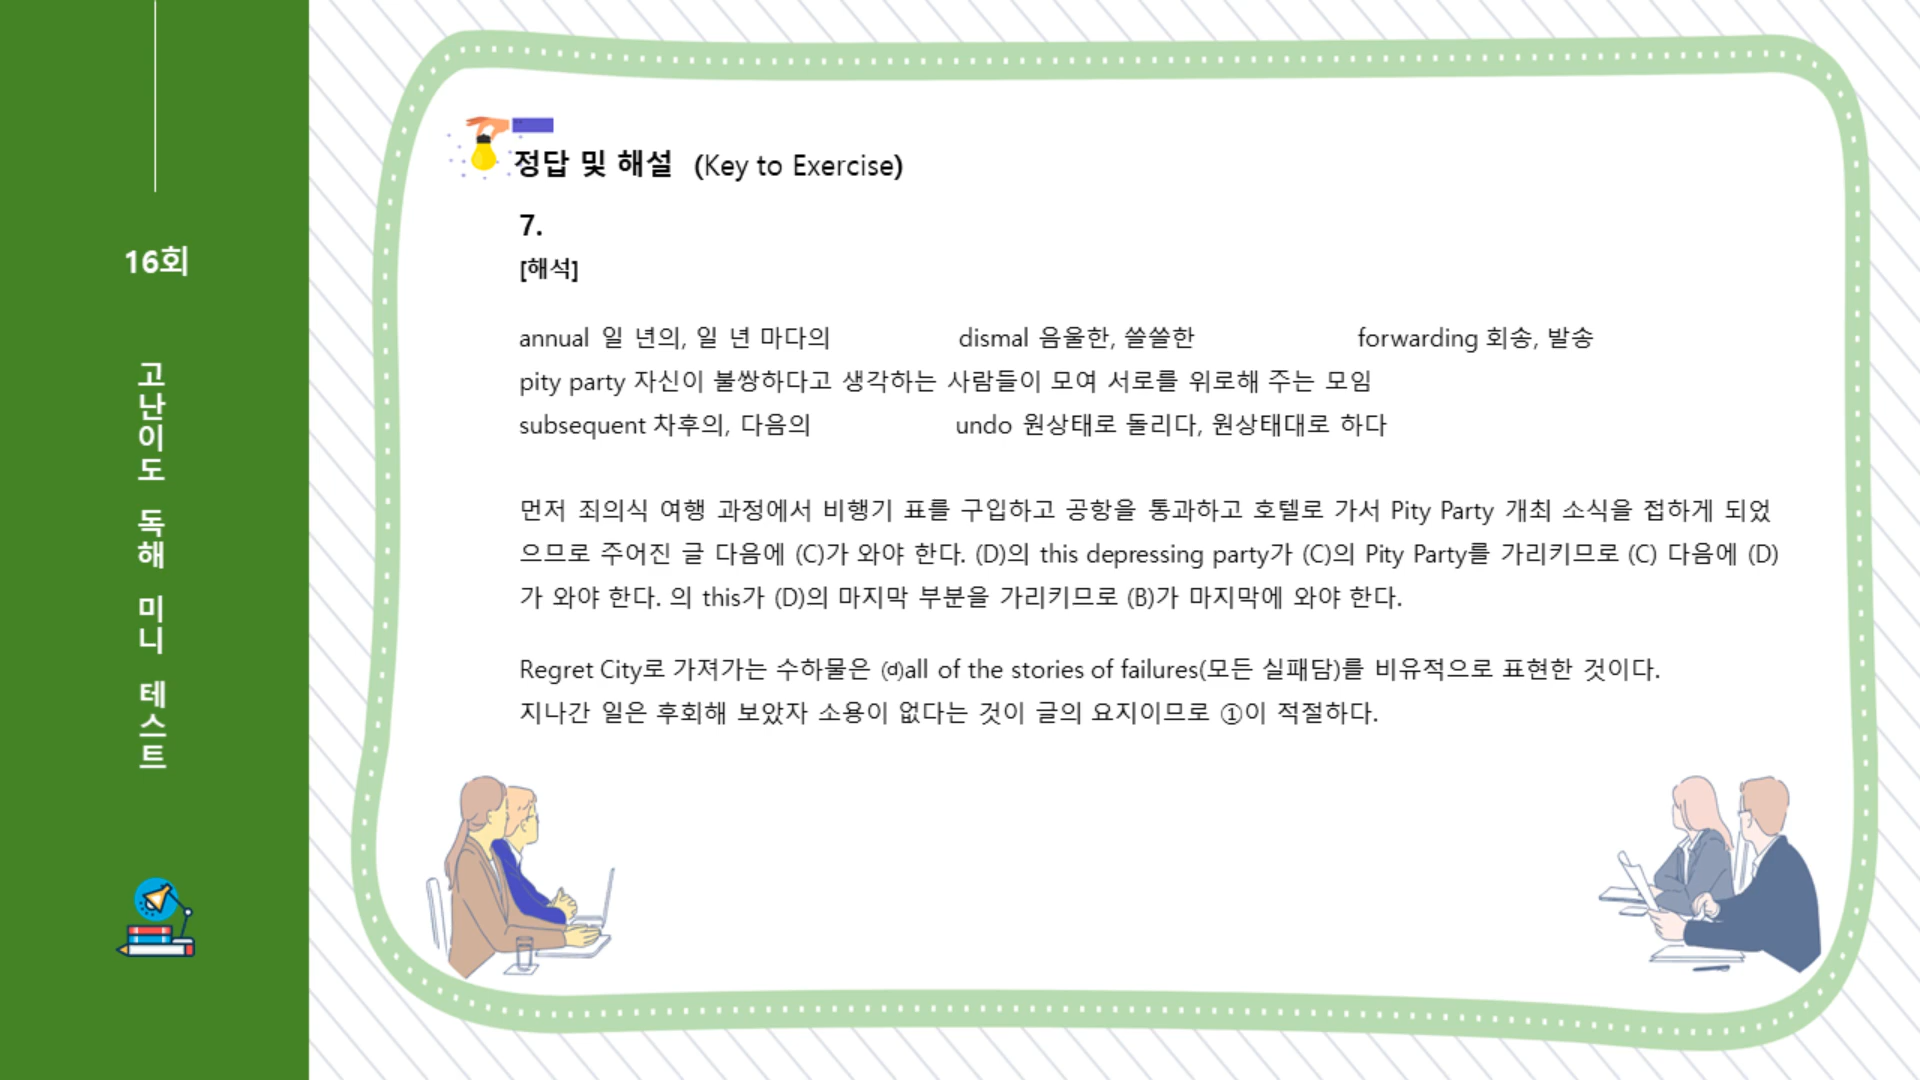 16회
고난이도 독해 미니 테스트
정답 및 해설 (Key to Exercise)
7.
[해석]
annual 일 년의, 일 년 마다의 dismal 음울한, 쓸쓸한 forwarding 회송, 발송
pity party 자신이 불쌍하다고 생각하는 사람들이 모여 서로를 위로해 주는 모임
subsequent 차후의, 다음의 undo 원상태로 돌리다, 원상태대로 하다
먼저 죄의식 여행 과정에서 비행기 표를 구입하고 공항을 통과하고 호텔로 가서 Pity Party 개최 소식을 접하게 되었
으므로 주어진 글 다음에 (C)가 와야 한다. (D)의 this depressing party가 (C)의 Pity Party를 가리키므로 (C) 다음에 (D)
가 와야 한다. 의 this가 (D)의 마지막 부분을 가리키므로 (B)가 마지막에 와야 한다.
Regret City로 가져가는 수하물은 ⒟all of the stories of failures(모든 실패담)를 비유적으로 표현한 것이다.
지나간 일은 후회해 보았자 소용이 없다는 것이 글의 요지이므로 ①이 적절하다.